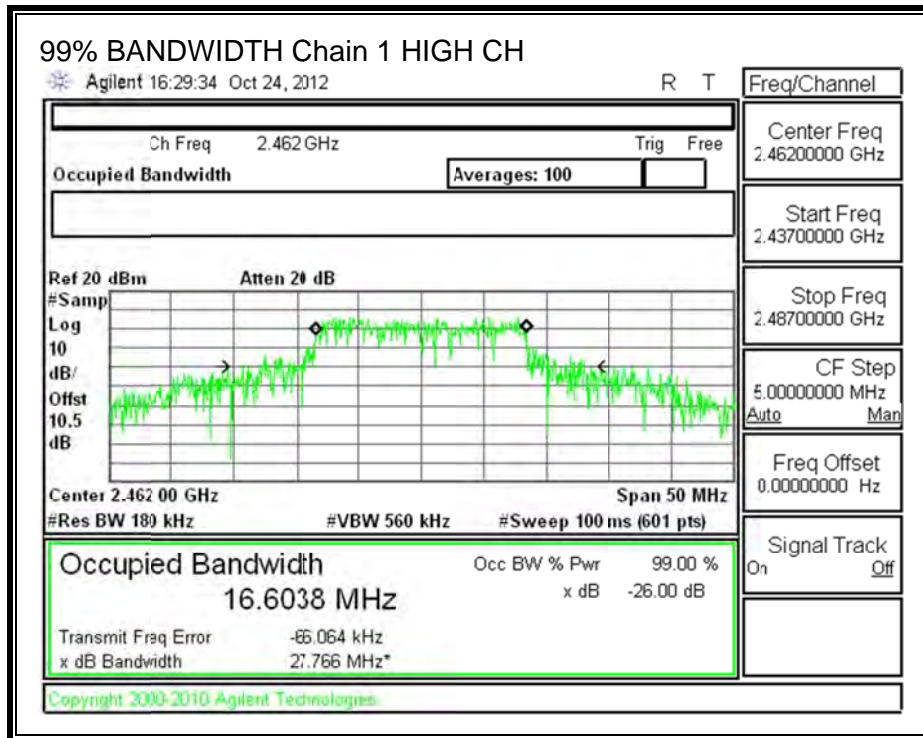 99% BANDWIDTH Chain 1 HIGH CH
Agilent 16:29:34 Oct 24, 2012
R T
Freq/Channel
Ch Freq 2.462 GHz
Trig Free
Occupied Bandwidth
Averages: 100
Center Freq
2.46200000 GHz
Start Freq
2.43700000 GHz
Stop Freq
2.48700000 GHz
CF Step
5.00000000 MHz
Auto Man
Freq Offset
0.00000000 Hz
Signal Track
On Off
Ref 20 dBm Atten 20 dB
#Samp
Log
10
dB/
Offst
10.5
dB
Center 2.462 00 GHz Span 50 MHz
#Res BW 180 kHz #VBW 560 kHz #Sweep 100 ms (601 pts)
Occupied Bandwidth
16.6038 MHz
Occ BW % Pwr 99.00 %
x dB -26.00 dB
Transmit Freq Error -66.064 kHz
x dB Bandwidth 27.766 MHz*
Copyright 2000-2010 Agilent Technologies